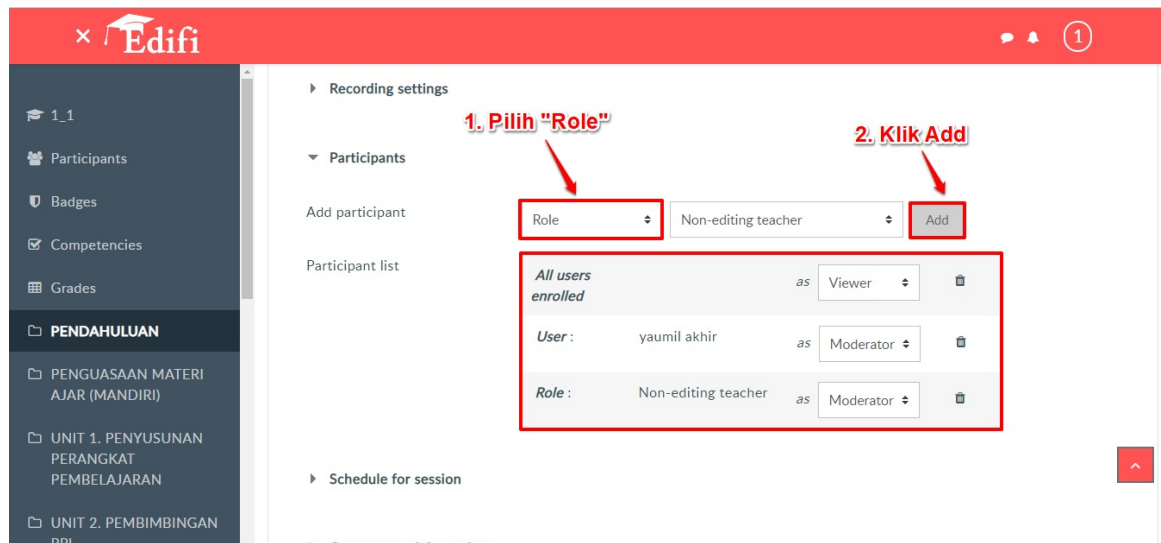 × Edifi
1
1_1
Participants
Badges
Competencies
Grades
PENDAHULUAN
PENGUASAAN MATERI
AJAR (MANDIRI)
UNIT 1. PENYUSUNAN
PERANGKAT
PEMBELAJARAN
UNIT 2. PEMBIMBINGAN
PPL
Recording settings
1. Pilih "Role"
2. Klik Add
Participants
Add participant
Role
Non-editing teacher
Add
Participant list
All users
enrolled
as Viewer
User : yaumil akhir as Moderator
Role : Non-editing teacher as Moderator
Schedule for session